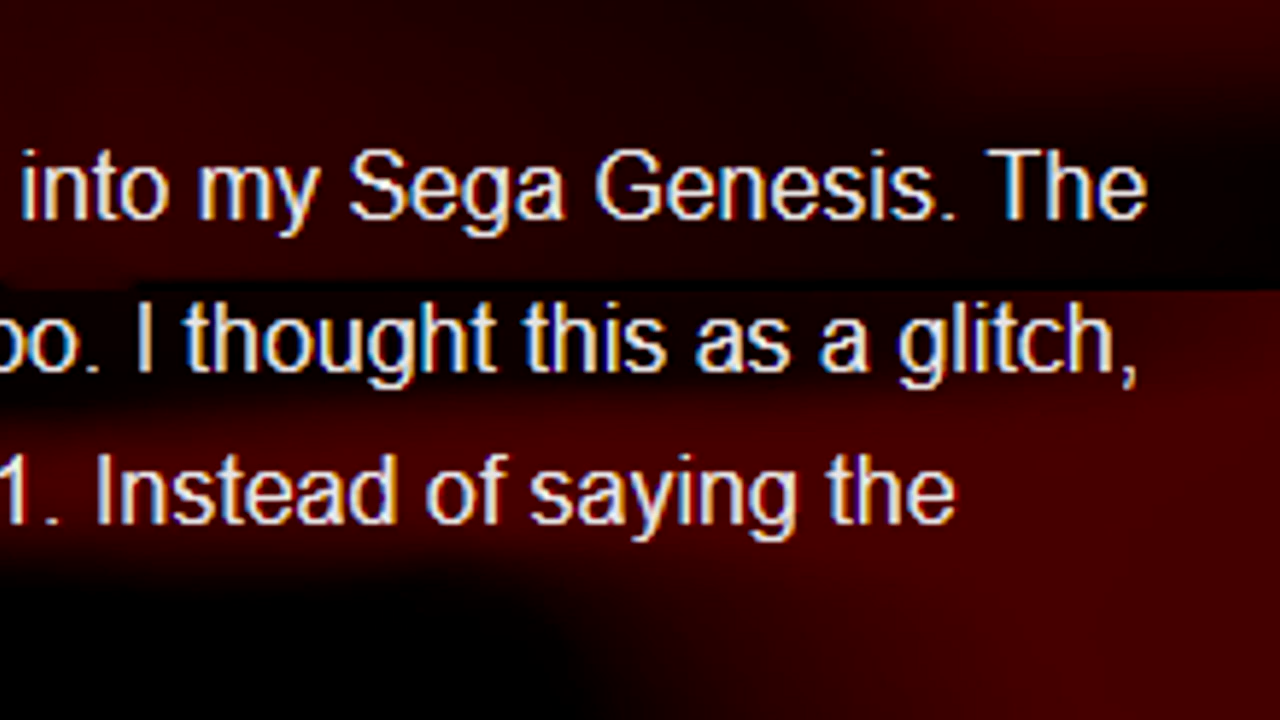 into my Sega Genesis. The
oo. I thought this as a glitch,
1. Instead of saying the